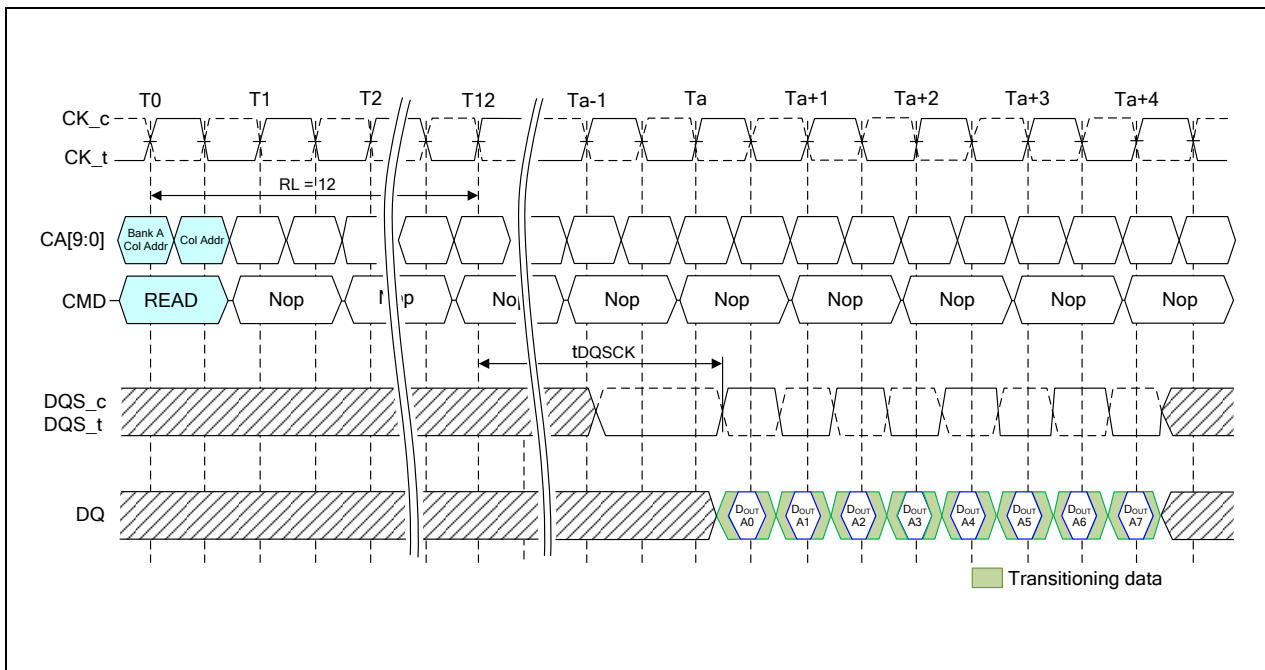 T0 T1 T2 T12 Ta-1 Ta Ta+1 Ta+2 Ta+3 Ta+4
CK_c
CK_t
RL = 12
CA[9:0]
Bank A
Col Addr
Col Addr
CMD
READ Nop Nop Nop Nop Nop Nop Nop Nop Nop
tDQSCK
DQS_c
DQS_t
DQ
DOUT A0
DOUT A1
DOUT A2
DOUT A3
DOUT A4
DOUT A5
DOUT A6
DOUT A7
Transitioning data